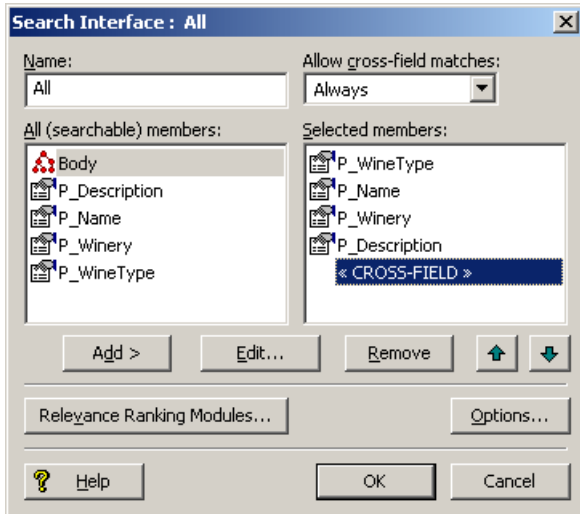 Search Interface : All
Name:
All
Allow cross-field matches:
Always
All (searchable) members:
Body
P_Description
P_Name
P_Winery
P_WineType
Selected members:
P_WineType
P_Name
P_Winery
P_Description
« CROSS-FIELD »
Add >
Edit...
Remove
Relevance Ranking Modules...
Options...
Help
OK
Cancel